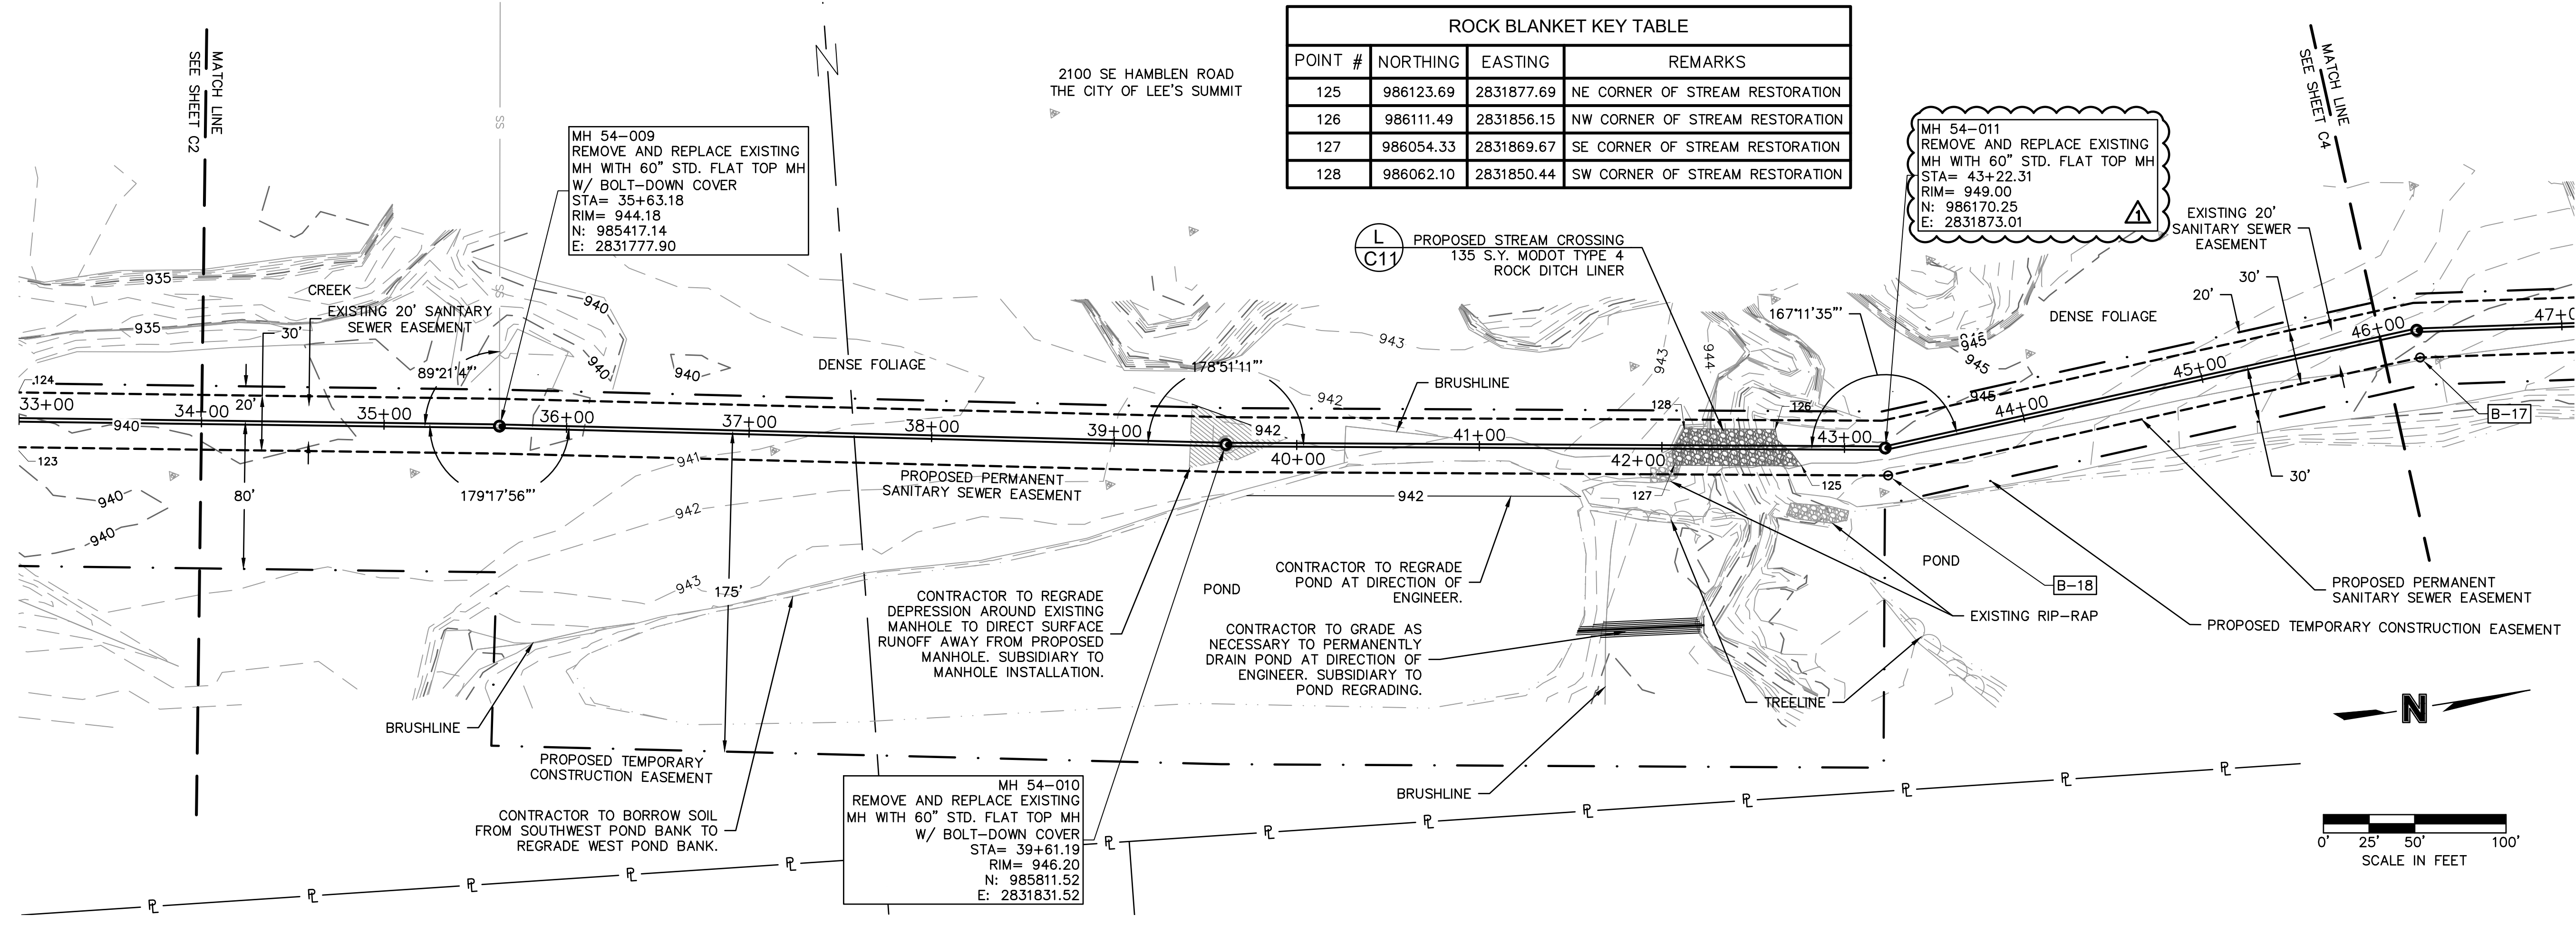 MATCH LINE
SEE SHEET C2
SS
SS
N
2100 SE HAMBLEN ROAD
THE CITY OF LEE'S SUMMIT
ROCK BLANKET KEY TABLE
POINT # NORTHING EASTING REMARKS
125 986123.69 2831877.69 NE CORNER OF STREAM RESTORATION
126 986111.49 2831856.15 NW CORNER OF STREAM RESTORATION
127 986054.33 2831869.67 SE CORNER OF STREAM RESTORATION
128 986062.10 2831850.44 SW CORNER OF STREAM RESTORATION
MATCH LINE
SEE SHEET C4
MH 54-009
REMOVE AND REPLACE EXISTING
MH WITH 60" STD. FLAT TOP MH
W/ BOLT-DOWN COVER
STA= 35+63.18
RIM= 944.18
N: 985417.14
E: 2831777.90
MH 54-011
REMOVE AND REPLACE EXISTING
MH WITH 60" STD. FLAT TOP MH
STA= 43+22.31
RIM= 949.00
N: 986170.25
E: 2831873.01
1
EXISTING 20'
SANITARY SEWER
EASEMENT
L
C11
PROPOSED STREAM CROSSING
135 S.Y. MODOT TYPE 4
ROCK DITCH LINER
935
CREEK
935
EXISTING 20' SANITARY
SEWER EASEMENT
30'
940
940
940
DENSE FOLIAGE
89°21'4"'
178°51'11"'
943
942
BRUSHLINE
943
944
167°11'35"'
DENSE FOLIAGE
20'
30'
945
945
945
124
20'
33+00
34+00
35+00
36+00
37+00
38+00
39+00
40+00
41+00
42+00
43+00
44+00
45+00
46+00
47+0
940
942
128
126
127
125
123
80'
940
940
179°17'56"'
941
942
943
175'
PROPOSED PERMANENT
SANITARY SEWER EASEMENT
942
B-17
30'
POND
CONTRACTOR TO REGRADE
POND AT DIRECTION OF
ENGINEER.
POND
B-18
EXISTING RIP-RAP
PROPOSED PERMANENT
SANITARY SEWER EASEMENT
PROPOSED TEMPORARY CONSTRUCTION EASEMENT
CONTRACTOR TO REGRADE
DEPRESSION AROUND EXISTING
MANHOLE TO DIRECT SURFACE
RUNOFF AWAY FROM PROPOSED
MANHOLE. SUBSIDIARY TO
MANHOLE INSTALLATION.
CONTRACTOR TO GRADE AS
NECESSARY TO PERMANENTLY
DRAIN POND AT DIRECTION OF
ENGINEER. SUBSIDIARY TO
POND REGRADING.
TREELINE
BRUSHLINE
N
PROPOSED TEMPORARY
CONSTRUCTION EASEMENT
BRUSHLINE
CONTRACTOR TO BORROW SOIL
FROM SOUTHWEST POND BANK TO
REGRADE WEST POND BANK.
MH 54-010
REMOVE AND REPLACE EXISTING
MH WITH 60" STD. FLAT TOP MH
W/ BOLT-DOWN COVER
STA= 39+61.19
RIM= 946.20
N: 985811.52
E: 2831831.52
PL
PL
PL
PL
PL
PL
PL
PL
PL
PL
PL
PL
PL
0' 25' 50' 100'
SCALE IN FEET